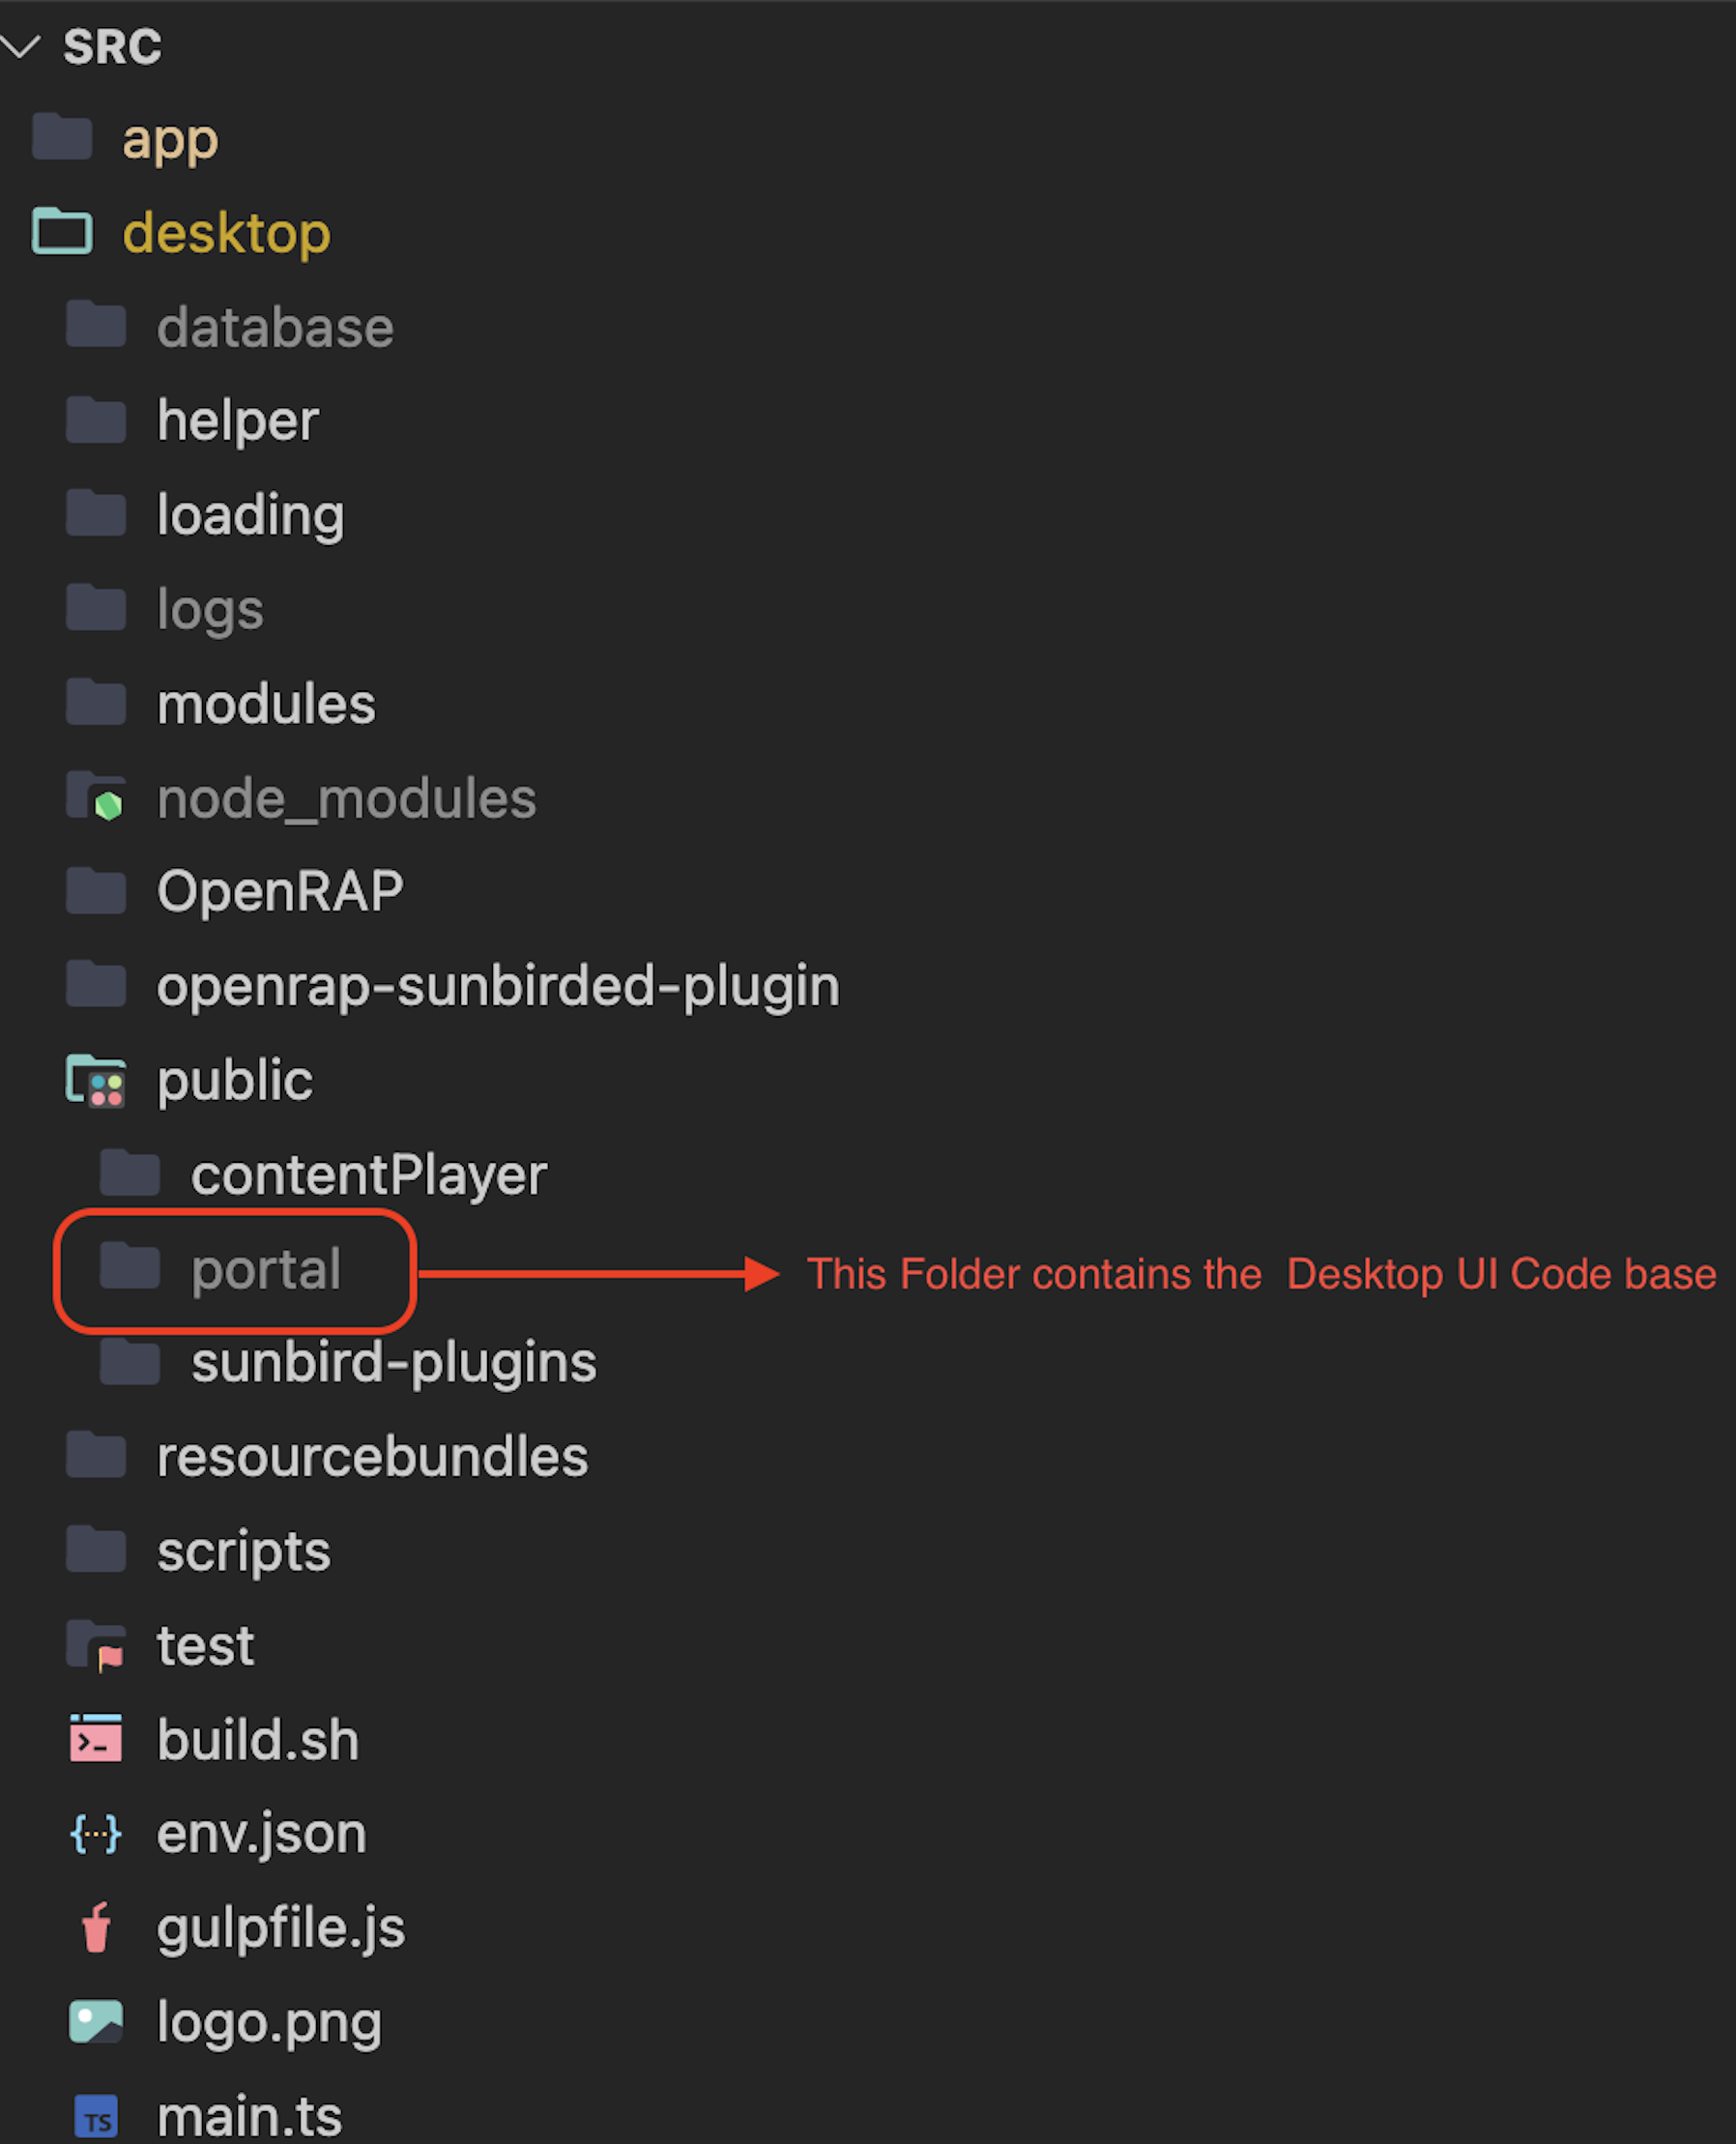 SRC
app
desktop
database
helper
loading
logs
modules
node_modules
OpenRAP
openrap-sunbirded-plugin
public
contentPlayer
portal
This Folder contains the Desktop UI Code base
sunbird-plugins
resourcebundles
scripts
test
build.sh
env.json
gulpfile.js
logo.png
TS main.ts